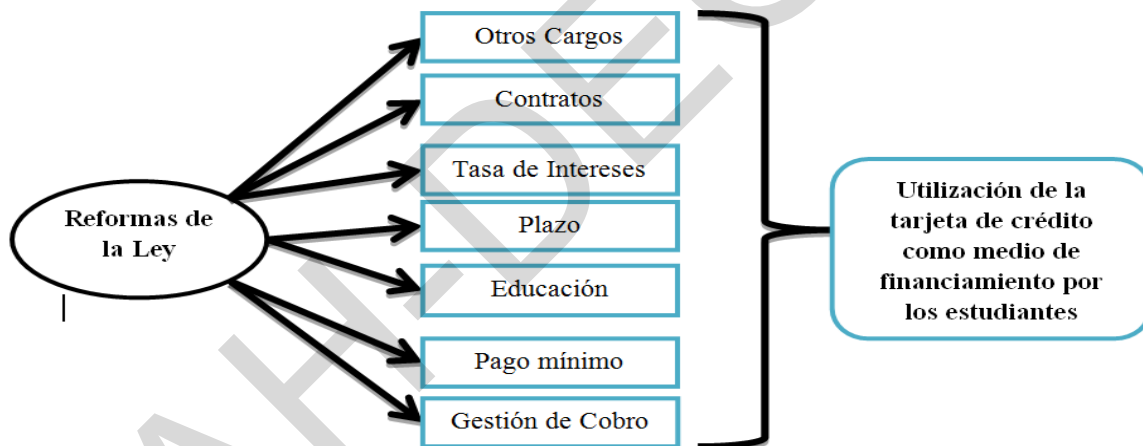 Otros Cargos
Contratos
Tasa de Intereses
Plazo
Educación
Pago mínimo
Gestión de Cobro
Reformas de
la Ley
Utilización de la
tarjeta de crédito
como medio de
financiamiento por
los estudiantes